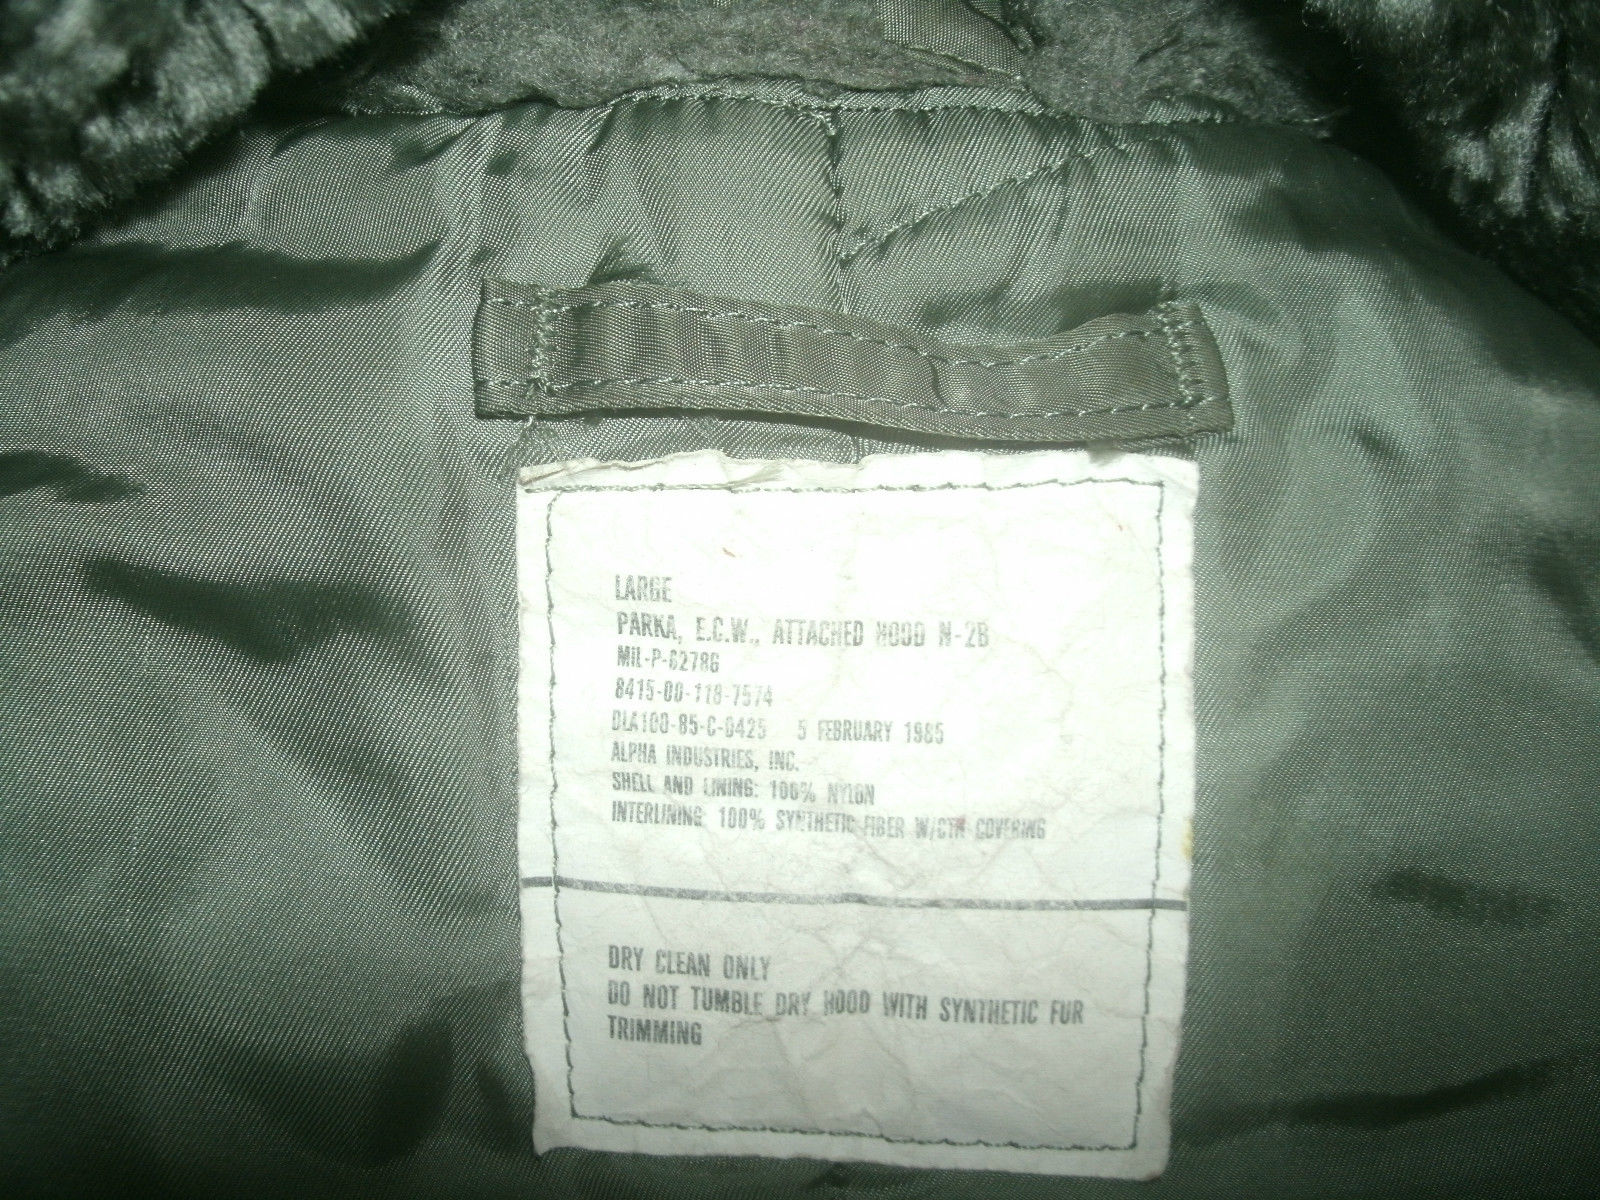 LARGE
PARKA, E.C.W., ATTACHED HOOD N-2B
MIL-P-6278G
8415-00-118-7574
DLA100-85-C-0425 5 FEBRUARY 1985
ALPHA INDUSTRIES, INC.
SHELL AND LINING: 100% NYLON
INTERLINING: 100% SYNTHETIC FIBER W/CTN COVERING
DRY CLEAN ONLY
DO NOT TUMBLE DRY HOOD WITH SYNTHETIC FUR
TRIMMING